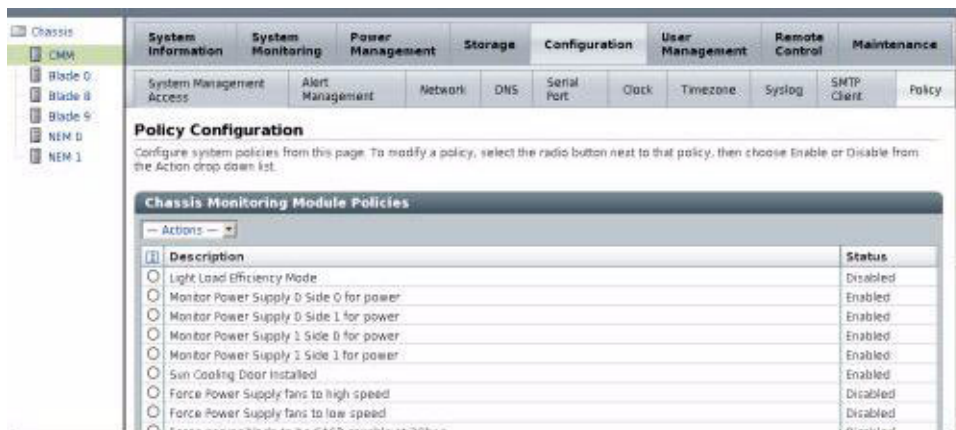 Chassis
CMM
Blade 0
Blade 8
Blade 9
NEM 0
NEM 1
System Information
System Monitoring
Power Management
Storage
Configuration
User Management
Remote Control
Maintenance
System Management Access
Alert Management
Network
DNS
Serial Port
Clock
Timezone
Syslog
SMTP Client
Policy
Policy Configuration
Configure system policies from this page. To modify a policy, select the radio button next to that policy, then choose Enable or Disable from
the Action drop down list.
Chassis Monitoring Module Policies
— Actions —
Description Status
Light Load Efficiency Mode Disabled
Monitor Power Supply 0 Side 0 for power Enabled
Monitor Power Supply 0 Side 1 for power Enabled
Monitor Power Supply 1 Side 0 for power Enabled
Monitor Power Supply 1 Side 1 for power Enabled
Sun Cooling Door Installed Enabled
Force Power Supply fans to high speed Disabled
Force Power Supply fans to low speed Disabled